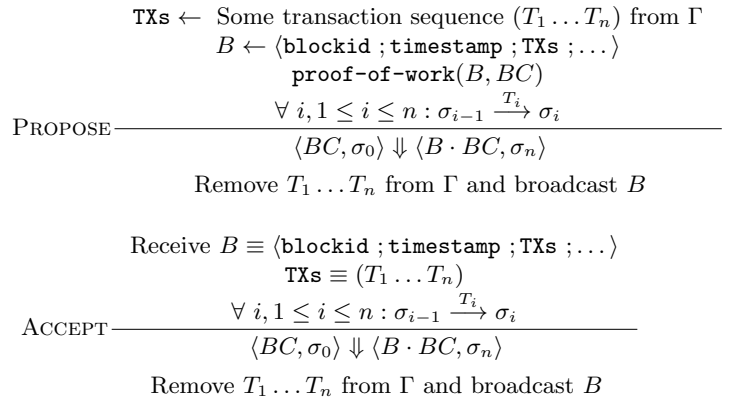 TXs ← Some transaction sequence (T₁ … Tₙ) from Γ
B ← ⟨blockid ; timestamp ; TXs ; …⟩
proof-of-work(B, BC)
∀ i, 1 ≤ i ≤ n : σᵢ₋₁ —Tᵢ→ σᵢ
PROPOSE
⟨BC, σ₀⟩ ⇓ ⟨B · BC, σₙ⟩
Remove T₁ … Tₙ from Γ and broadcast B
Receive B ≡ ⟨blockid ; timestamp ; TXs ; …⟩
TXs ≡ (T₁ … Tₙ)
∀ i, 1 ≤ i ≤ n : σᵢ₋₁ —Tᵢ→ σᵢ
ACCEPT
⟨BC, σ₀⟩ ⇓ ⟨B · BC, σₙ⟩
Remove T₁ … Tₙ from Γ and broadcast B